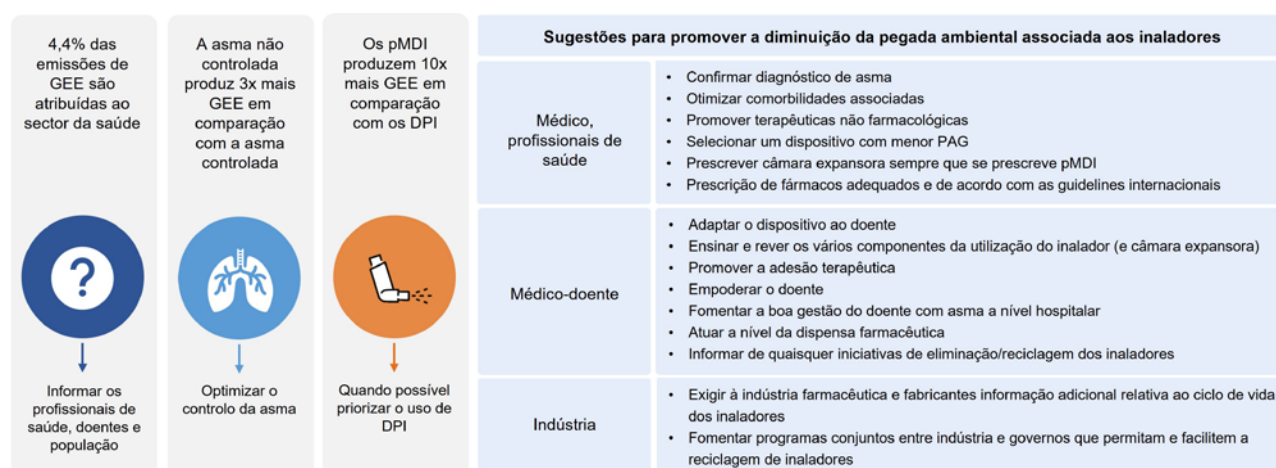 4,4% das
emissões de
GEE são
atribuídas ao
sector da saúde
?
Informar os
profissionais de
saúde, doentes e
população
A asma não
controlada
produz 3x mais
GEE em
comparação
com a asma
controlada
Optimizar o
controlo da asma
Os pMDI
produzem 10x
mais GEE em
comparação
com os DPI
Quando possível
priorizar o uso de
DPI
Sugestões para promover a diminuição da pegada ambiental associada aos inaladores
Médico,
profissionais de
saúde
• Confirmar diagnóstico de asma
• Otimizar comorbilidades associadas
• Promover terapêuticas não farmacológicas
• Selecionar um dispositivo com menor PAG
• Prescrever câmara expansora sempre que se prescreve pMDI
• Prescrição de fármacos adequados e de acordo com as guidelines internacionais
Médico-doente
• Adaptar o dispositivo ao doente
• Ensinar e rever os vários componentes da utilização do inalador (e câmara expansora)
• Promover a adesão terapêutica
• Empoderar o doente
• Fomentar a boa gestão do doente com asma a nível hospitalar
• Atuar a nível da dispensa farmacêutica
• Informar de quaisquer iniciativas de eliminação/reciclagem dos inaladores
Indústria
• Exigir à indústria farmacêutica e fabricantes informação adicional relativa ao ciclo de vida
dos inaladores
• Fomentar programas conjuntos entre indústria e governos que permitam e facilitem a
reciclagem de inaladores